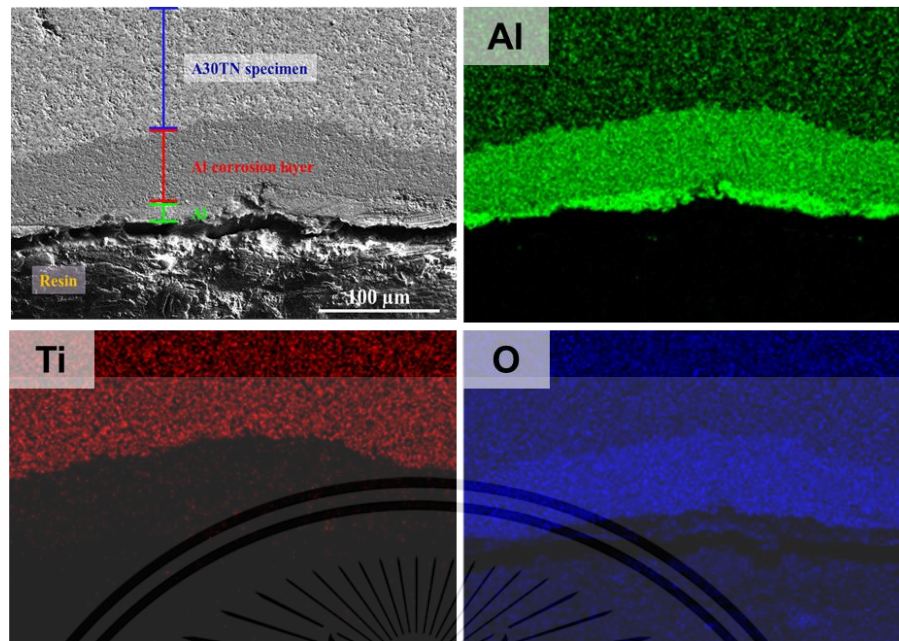 A30TN specimen
Al
Al corrosion layer
Al
Resin
100 µm
Ti
O